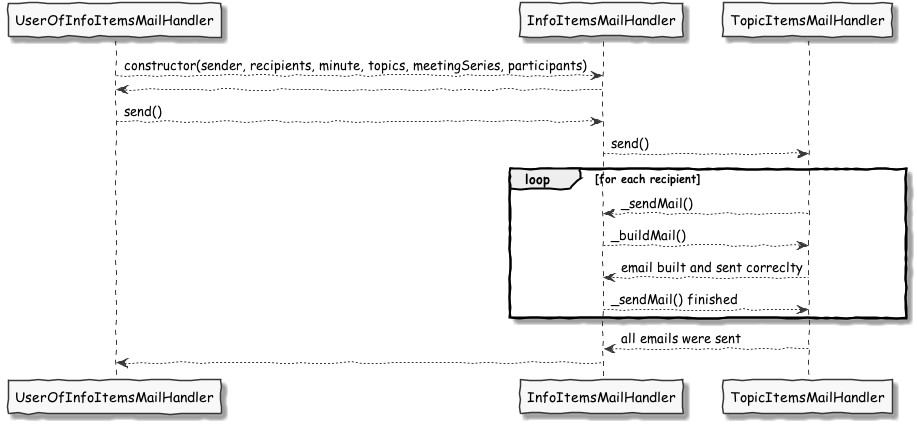 UserOfInfoItemsMailHandler InfoItemsMailHandler TopicItemsMailHandler
constructor(sender, recipients, minute, topics, meetingSeries, participants)
send()
send()
loop [for each recipient]
_sendMail()
_buildMail()
email built and sent correclty
_sendMail() finished
all emails were sent
UserOfInfoItemsMailHandler InfoItemsMailHandler TopicItemsMailHandler